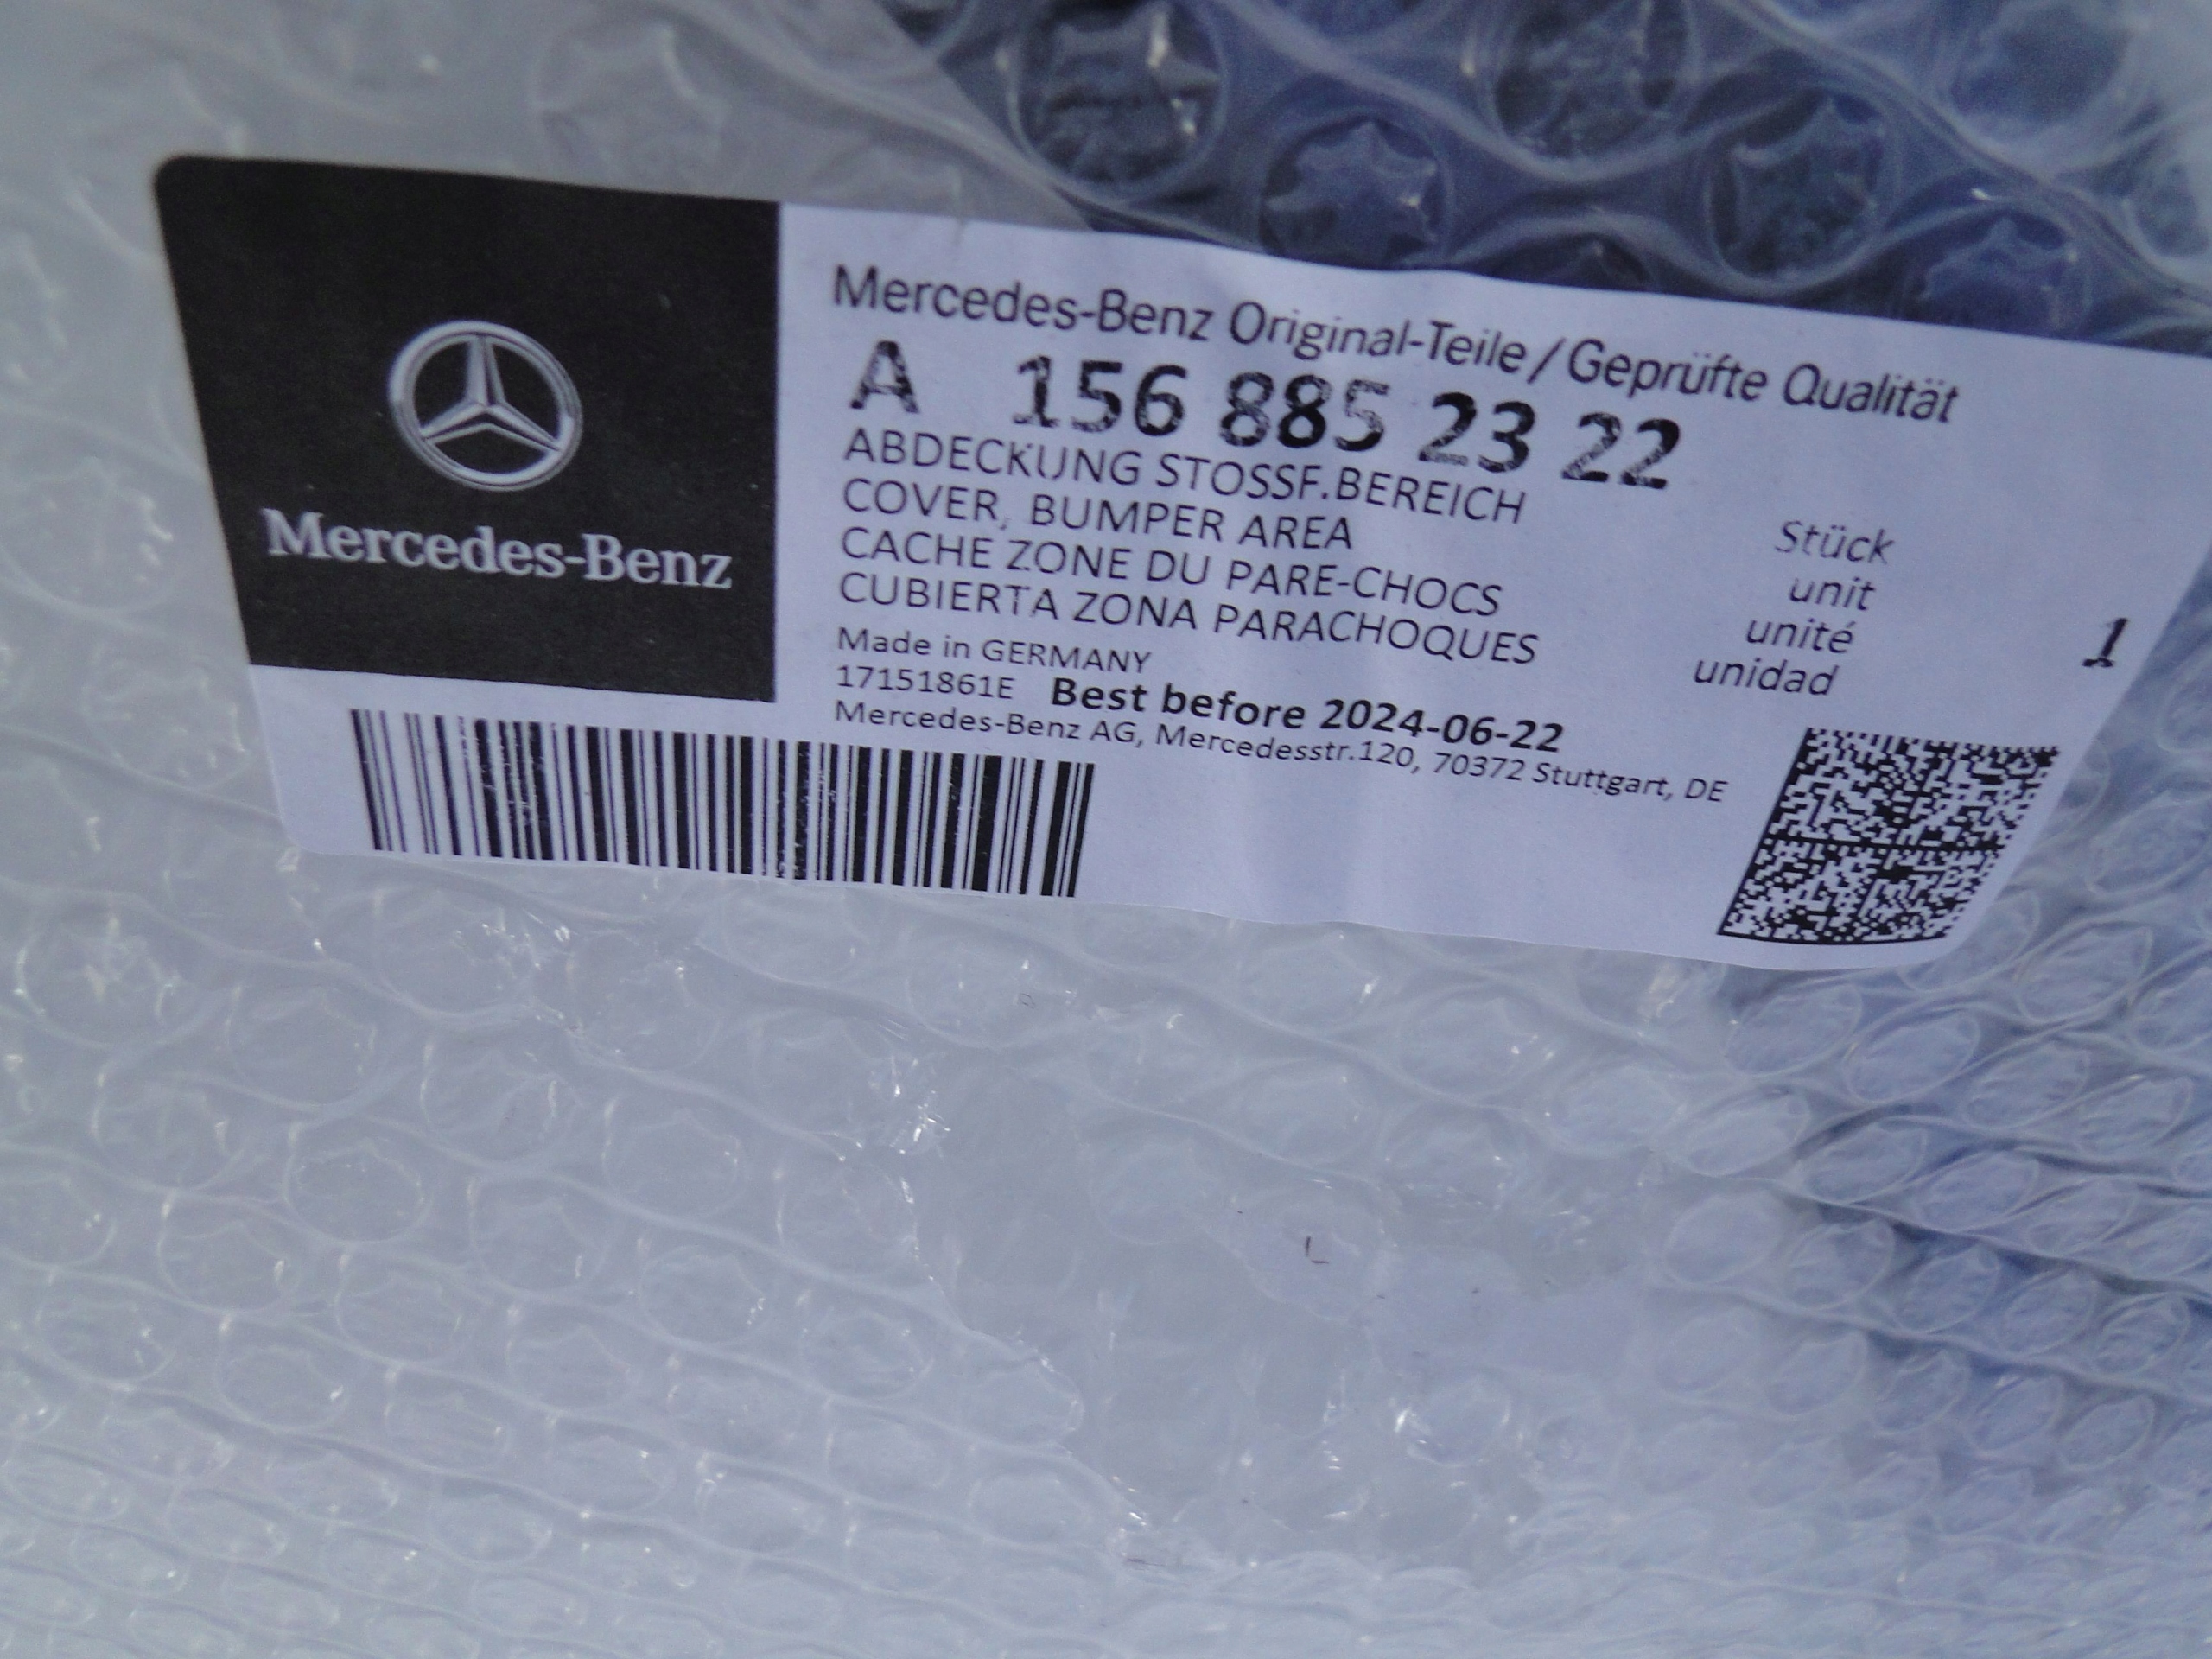 Mercedes-Benz
Mercedes-Benz Original-Teile / Geprüfte Qualität
A 156 885 23 22
ABDECKUNG STOSSF.BEREICH
COVER, BUMPER AREA
CACHE ZONE DU PARE-CHOCS
CUBIERTA ZONA PARACHOQUES
Stück
unit
unité
unidad
1
Made in GERMANY
17151861E Best before 2024-06-22
Mercedes-Benz AG, Mercedesstr.120, 70372 Stuttgart, DE